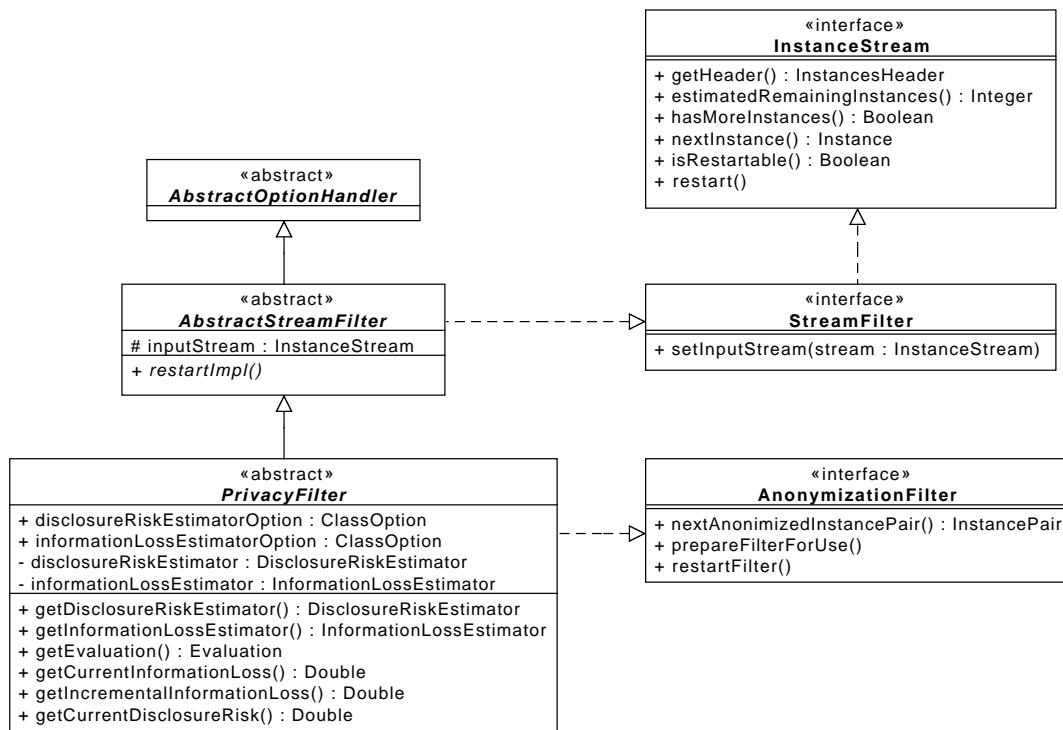 «interface»
InstanceStream
+ getHeader() : InstancesHeader
+ estimatedRemainingInstances() : Integer
+ hasMoreInstances() : Boolean
+ nextInstance() : Instance
+ isRestartable() : Boolean
+ restart()
«abstract»
AbstractOptionHandler
«abstract»
AbstractStreamFilter
# inputStream : InstanceStream
+ restartImpl()
«interface»
StreamFilter
+ setInputStream(stream : InstanceStream)
«abstract»
PrivacyFilter
+ disclosureRiskEstimatorOption : ClassOption
+ informationLossEstimatorOption : ClassOption
- disclosureRiskEstimator : DisclosureRiskEstimator
- informationLossEstimator : InformationLossEstimator
+ getDisclosureRiskEstimator() : DisclosureRiskEstimator
+ getInformationLossEstimator() : InformationLossEstimator
+ getEvaluation() : Evaluation
+ getCurrentInformationLoss() : Double
+ getIncrementalInformationLoss() : Double
+ getCurrentDisclosureRisk() : Double
«interface»
AnonymizationFilter
+ nextAnonimizedInstancePair() : InstancePair
+ prepareFilterForUse()
+ restartFilter()